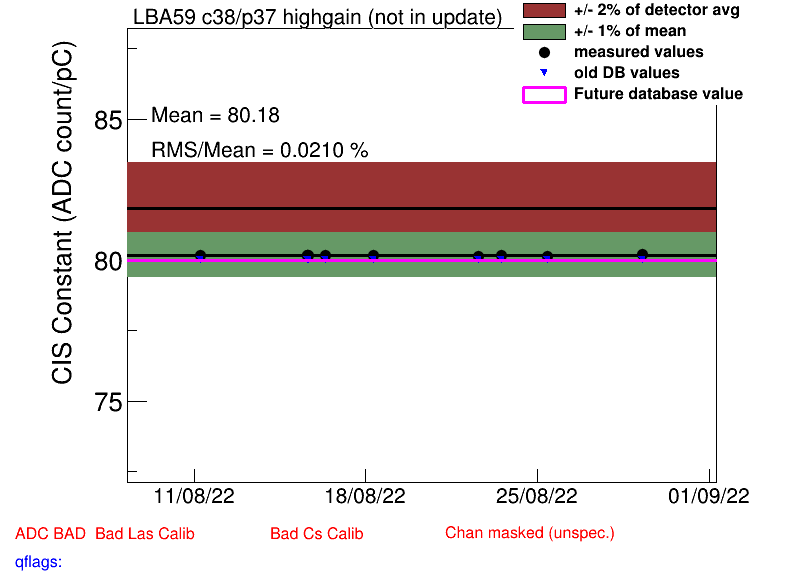 LBA59 c38/p37 highgain (not in update)
+/- 2% of detector avg
+/- 1% of mean
measured values
old DB values
Future database value
Mean = 80.18
RMS/Mean = 0.0210 %
CIS Constant (ADC count/pC)
85
80
75
11/08/22 18/08/22 25/08/22 01/09/22
ADC BAD Bad Las Calib Bad Cs Calib Chan masked (unspec.)
qflags: